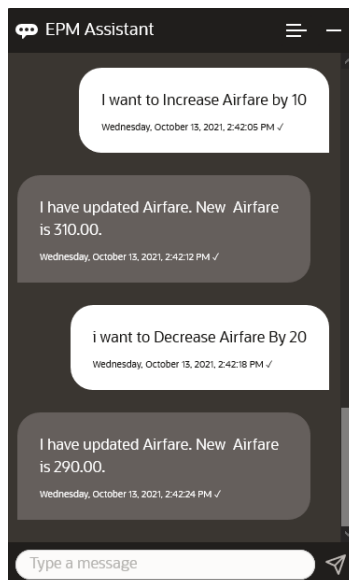 EPM Assistant
I want to Increase Airfare by 10
Wednesday, October 13, 2021, 2:42:05 PM ✓
I have updated Airfare. New Airfare
is 310.00.
Wednesday, October 13, 2021, 2:42:12 PM ✓
i want to Decrease Airfare By 20
Wednesday, October 13, 2021, 2:42:18 PM ✓
I have updated Airfare. New Airfare
is 290.00.
Wednesday, October 13, 2021, 2:42:24 PM ✓
Type a message